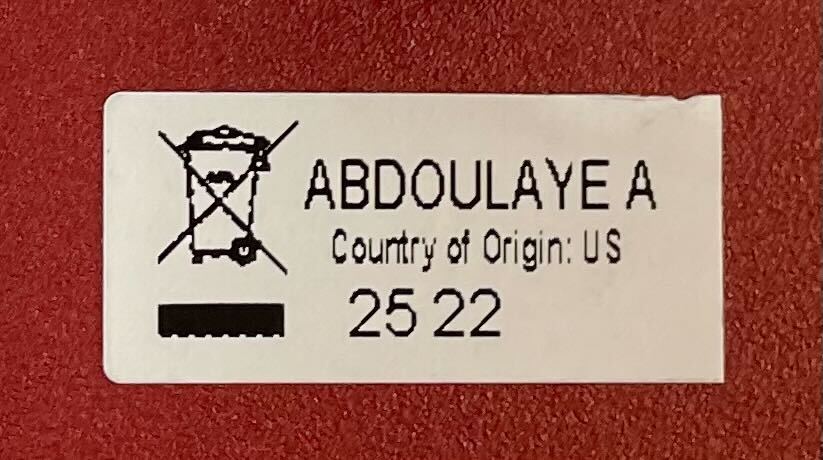 ABDOULAYE A
Country of Origin: US
25 22